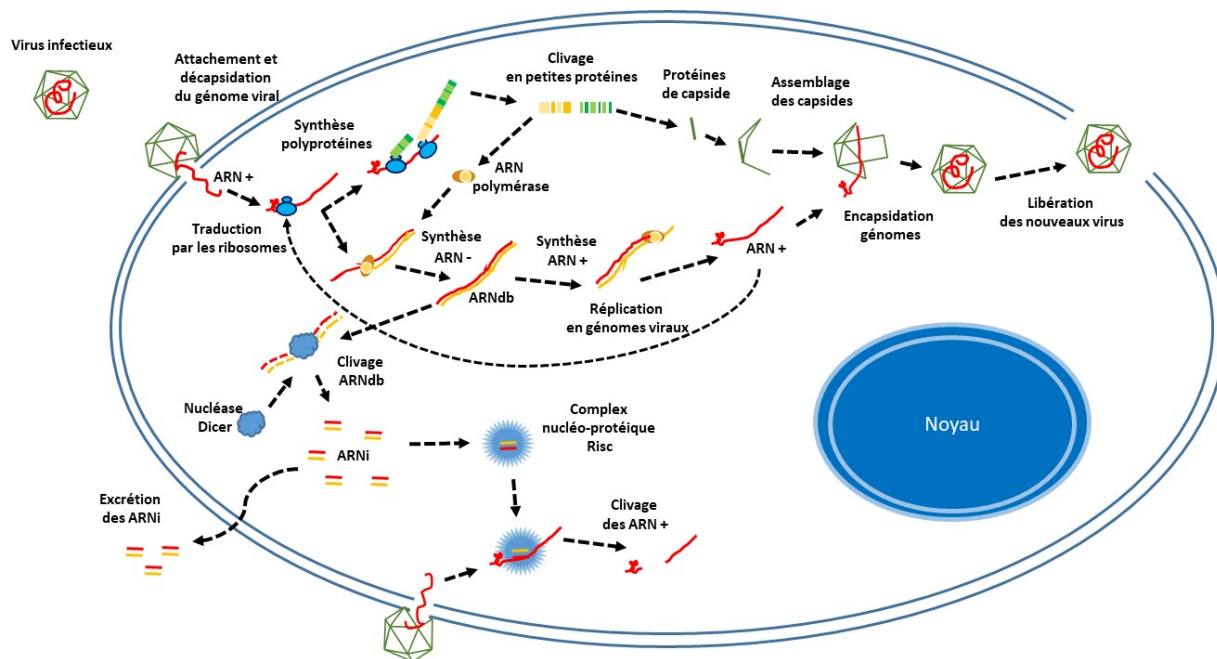 Virus infectieux
Attachement et
décapsidation
du génome viral
ARN +
Traduction
par les ribosomes
Synthèse
polyprotéines
Clivage
en petites protéines
ARN
polymérase
Protéines
de capside
Assemblage
des capsides
Encapsidation
génomes
Libération
des nouveaux virus
Synthèse
ARN -
ARNdb
Synthèse
ARN +
Réplication
en génomes viraux
ARN +
Clivage
ARNdb
Nucléase
Dicer
ARNi
Excrétion
des ARNi
Complex
nucléo-protéique
Risc
Clivage
des ARN +
Noyau